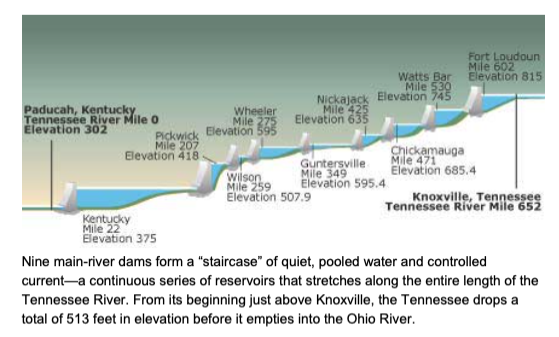 Fort Loudoun
Mile 602
Elevation 815
Watts Bar
Mile 530
Elevation 745
Nickajack
Mile 425
Elevation 635
Wheeler
Mile 275
Elevation 595
Paducah, Kentucky
Tennessee River Mile 0
Elevation 302
Pickwick
Mile 207
Elevation 418
Chickamauga
Mile 471
Elevation 685.4
Guntersville
Mile 349
Elevation 595.4
Wilson
Mile 259
Elevation 507.9
Knoxville, Tennessee
Tennessee River Mile 652
Kentucky
Mile 22
Elevation 375
Nine main-river dams form a “staircase” of quiet, pooled water and controlled
current—a continuous series of reservoirs that stretches along the entire length of the
Tennessee River. From its beginning just above Knoxville, the Tennessee drops a
total of 513 feet in elevation before it empties into the Ohio River.